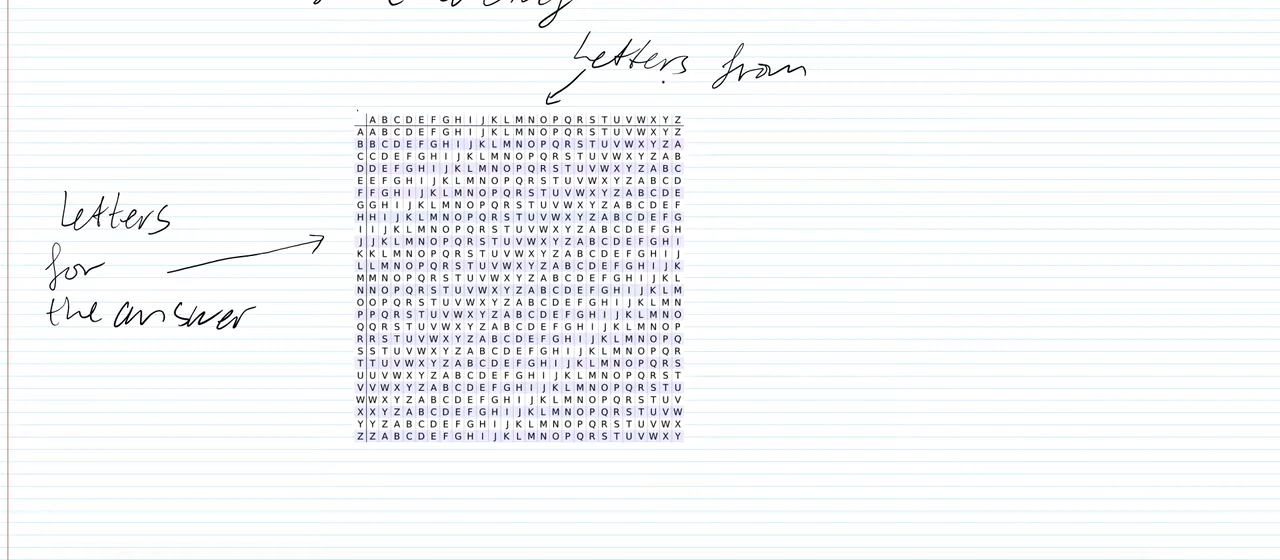 Letters from
A B C D E F G H I J K L M N O P Q R S T U V W X Y Z
A A B C D E F G H I J K L M N O P Q R S T U V W X Y Z
B B C D E F G H I J K L M N O P Q R S T U V W X Y Z A
C C D E F G H I J K L M N O P Q R S T U V W X Y Z A B
D D E F G H I J K L M N O P Q R S T U V W X Y Z A B C
E E F G H I J K L M N O P Q R S T U V W X Y Z A B C D
F F G H I J K L M N O P Q R S T U V W X Y Z A B C D E
G G H I J K L M N O P Q R S T U V W X Y Z A B C D E F
H H I J K L M N O P Q R S T U V W X Y Z A B C D E F G
I I J K L M N O P Q R S T U V W X Y Z A B C D E F G H
J J K L M N O P Q R S T U V W X Y Z A B C D E F G H I
K K L M N O P Q R S T U V W X Y Z A B C D E F G H I J
L L M N O P Q R S T U V W X Y Z A B C D E F G H I J K
M M N O P Q R S T U V W X Y Z A B C D E F G H I J K L
N N O P Q R S T U V W X Y Z A B C D E F G H I J K L M
O O P Q R S T U V W X Y Z A B C D E F G H I J K L M N
P P Q R S T U V W X Y Z A B C D E F G H I J K L M N O
Q Q R S T U V W X Y Z A B C D E F G H I J K L M N O P
R R S T U V W X Y Z A B C D E F G H I J K L M N O P Q
S S T U V W X Y Z A B C D E F G H I J K L M N O P Q R
T T U V W X Y Z A B C D E F G H I J K L M N O P Q R S
U U V W X Y Z A B C D E F G H I J K L M N O P Q R S T
V V W X Y Z A B C D E F G H I J K L M N O P Q R S T U
W W X Y Z A B C D E F G H I J K L M N O P Q R S T U V
X X Y Z A B C D E F G H I J K L M N O P Q R S T U V W
Y Y Z A B C D E F G H I J K L M N O P Q R S T U V W X
Z Z A B C D E F G H I J K L M N O P Q R S T U V W X Y
Letters
for
the answer